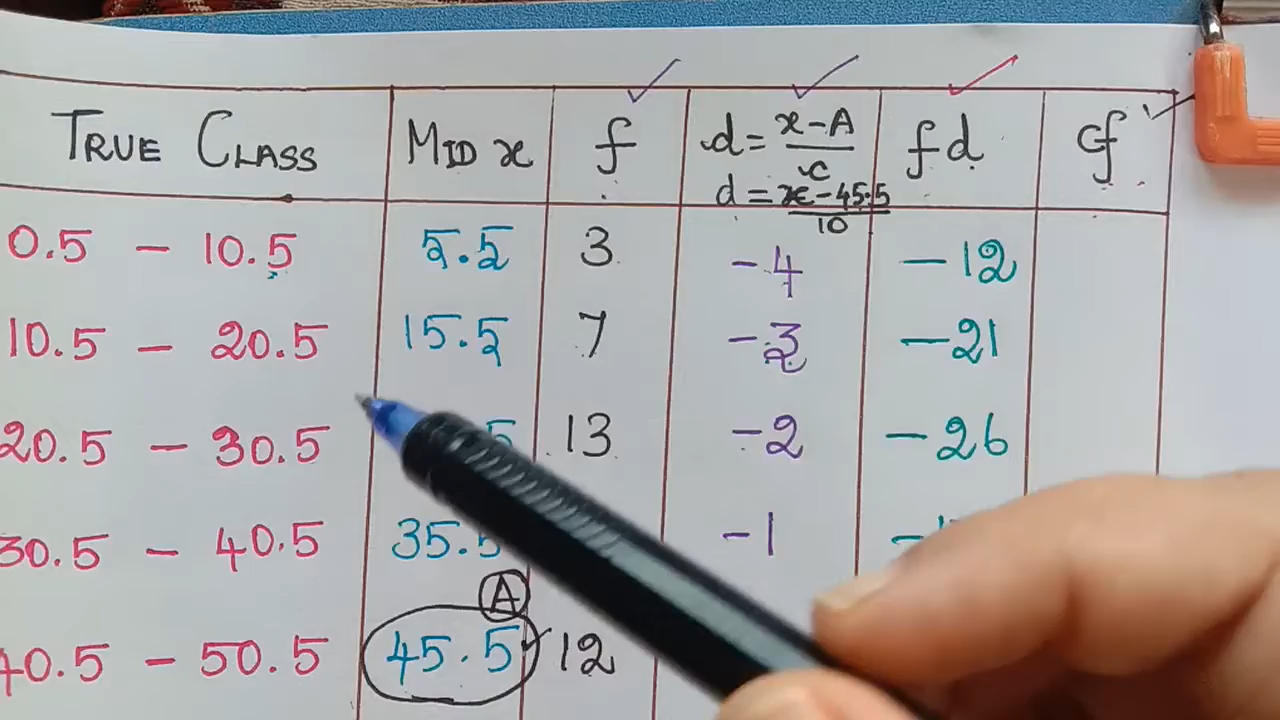 TRUE CLASS MID x f d = x-A/c fd cf
d = x-45.5/10
0.5 - 10.5 5.5 3 -4 -12
10.5 - 20.5 15.5 7 -3 -21
20.5 - 30.5 13 -2 -26
30.5 - 40.5 35.5 -1
A
40.5 - 50.5 45.5 12